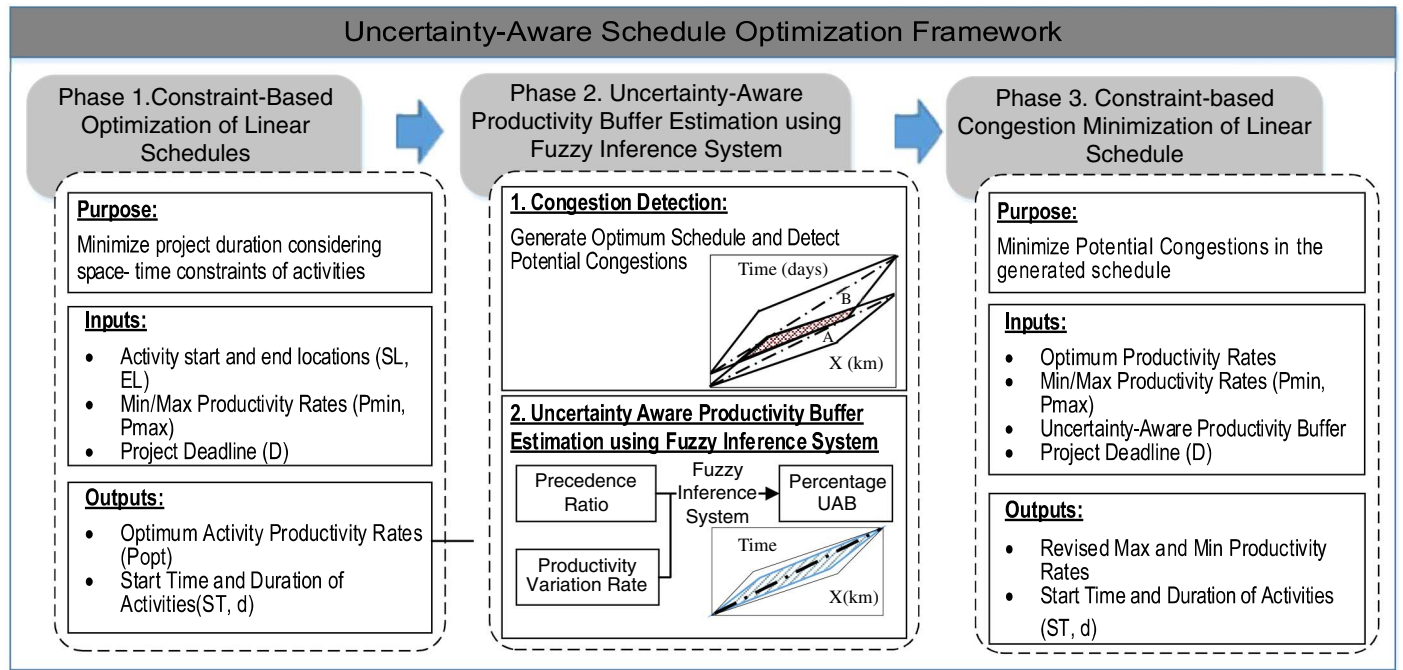 Uncertainty-Aware Schedule Optimization Framework
Phase 1.Constraint-Based
Optimization of Linear
Schedules
Purpose:
Minimize project duration considering
space- time constraints of activities
Inputs:
• Activity start and end locations (SL,
EL)
• Min/Max Productivity Rates (Pmin,
Pmax)
• Project Deadline (D)
Outputs:
• Optimum Activity Productivity Rates
(Popt)
• Start Time and Duration of
Activities(ST, d)
Phase 2. Uncertainty-Aware
Productivity Buffer Estimation using
Fuzzy Inference System
1. Congestion Detection:
Generate Optimum Schedule and Detect
Potential Congestions
Time (days)
B
A
X (km)
2. Uncertainty Aware Productivity Buffer
Estimation using Fuzzy Inference System
Precedence
Ratio
Productivity
Variation Rate
Fuzzy
Inference
System
Percentage
UAB
Time
X(km)
Phase 3. Constraint-based
Congestion Minimization of Linear
Schedule
Purpose:
Minimize Potential Congestions in the
generated schedule
Inputs:
• Optimum Productivity Rates
• Min/Max Productivity Rates (Pmin,
Pmax)
• Uncertainty-Aware Productivity Buffer
• Project Deadline (D)
Outputs:
• Revised Max and Min Productivity
Rates
• Start Time and Duration of Activities
(ST, d)